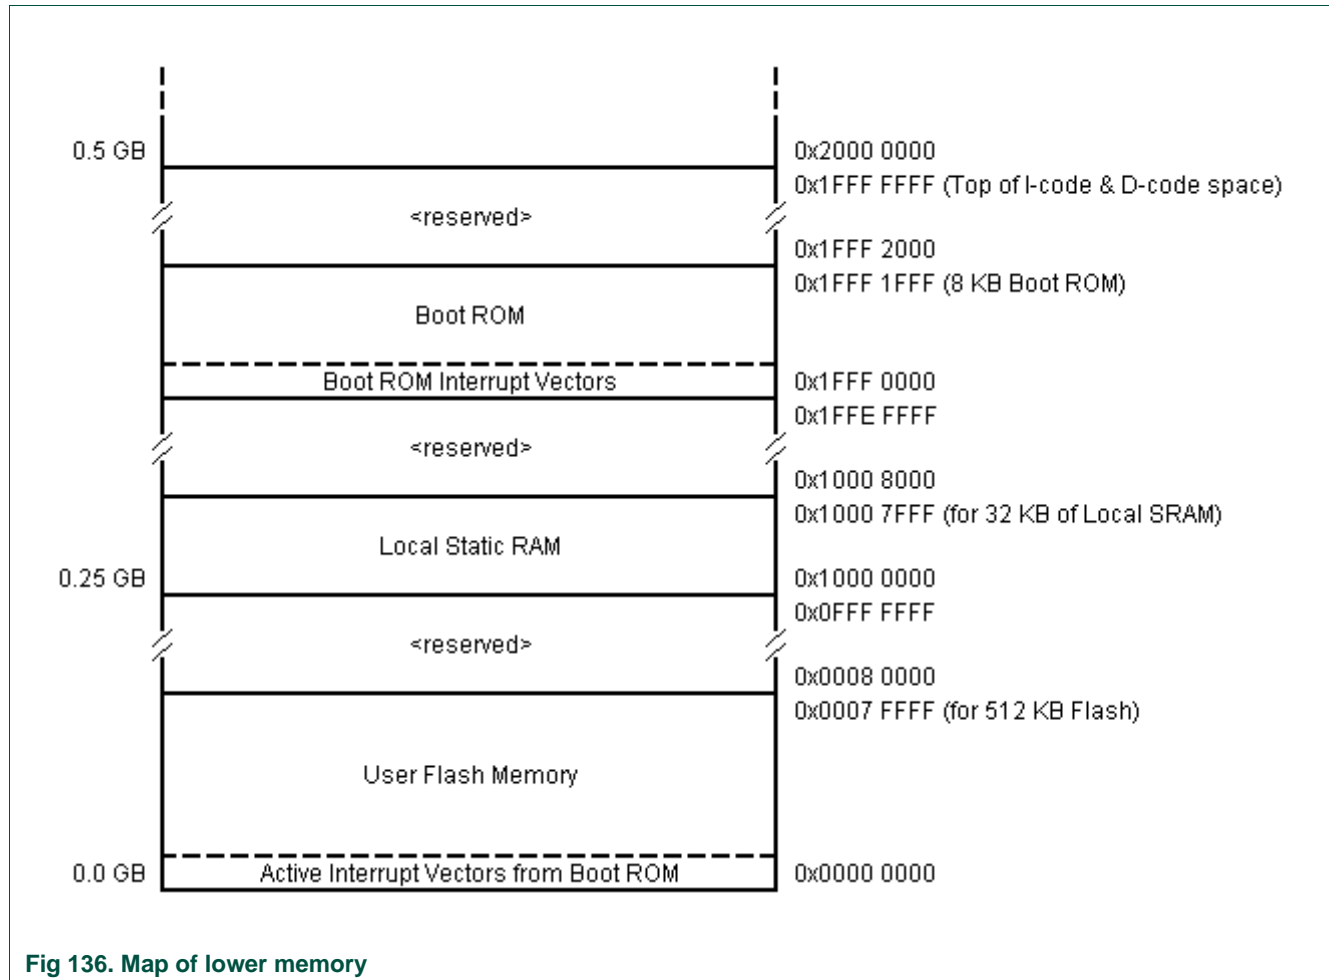 0.5 GB
0x2000 0000
0x1FFF FFFF (Top of I-code & D-code space)
<reserved>
0x1FFF 2000
0x1FFF 1FFF (8 KB Boot ROM)
Boot ROM
Boot ROM Interrupt Vectors
0x1FFF 0000
0x1FFE FFFF
<reserved>
0x1000 8000
0x1000 7FFF (for 32 KB of Local SRAM)
Local Static RAM
0.25 GB
0x1000 0000
0x0FFF FFFF
<reserved>
0x0008 0000
0x0007 FFFF (for 512 KB Flash)
User Flash Memory
0.0 GB
Active Interrupt Vectors from Boot ROM
0x0000 0000
Fig 136. Map of lower memory